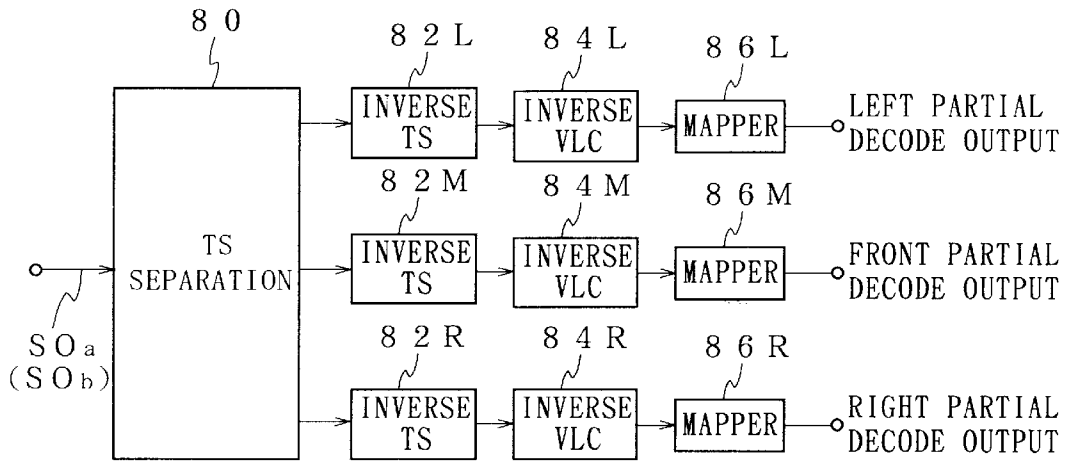 80
82L
84L
86L
INVERSE
TS
INVERSE
VLC
MAPPER
LEFT PARTIAL
DECODE OUTPUT
82M
84M
86M
TS
SEPARATION
INVERSE
TS
INVERSE
VLC
MAPPER
FRONT PARTIAL
DECODE OUTPUT
SOa
(SOb)
82R
84R
86R
INVERSE
TS
INVERSE
VLC
MAPPER
RIGHT PARTIAL
DECODE OUTPUT